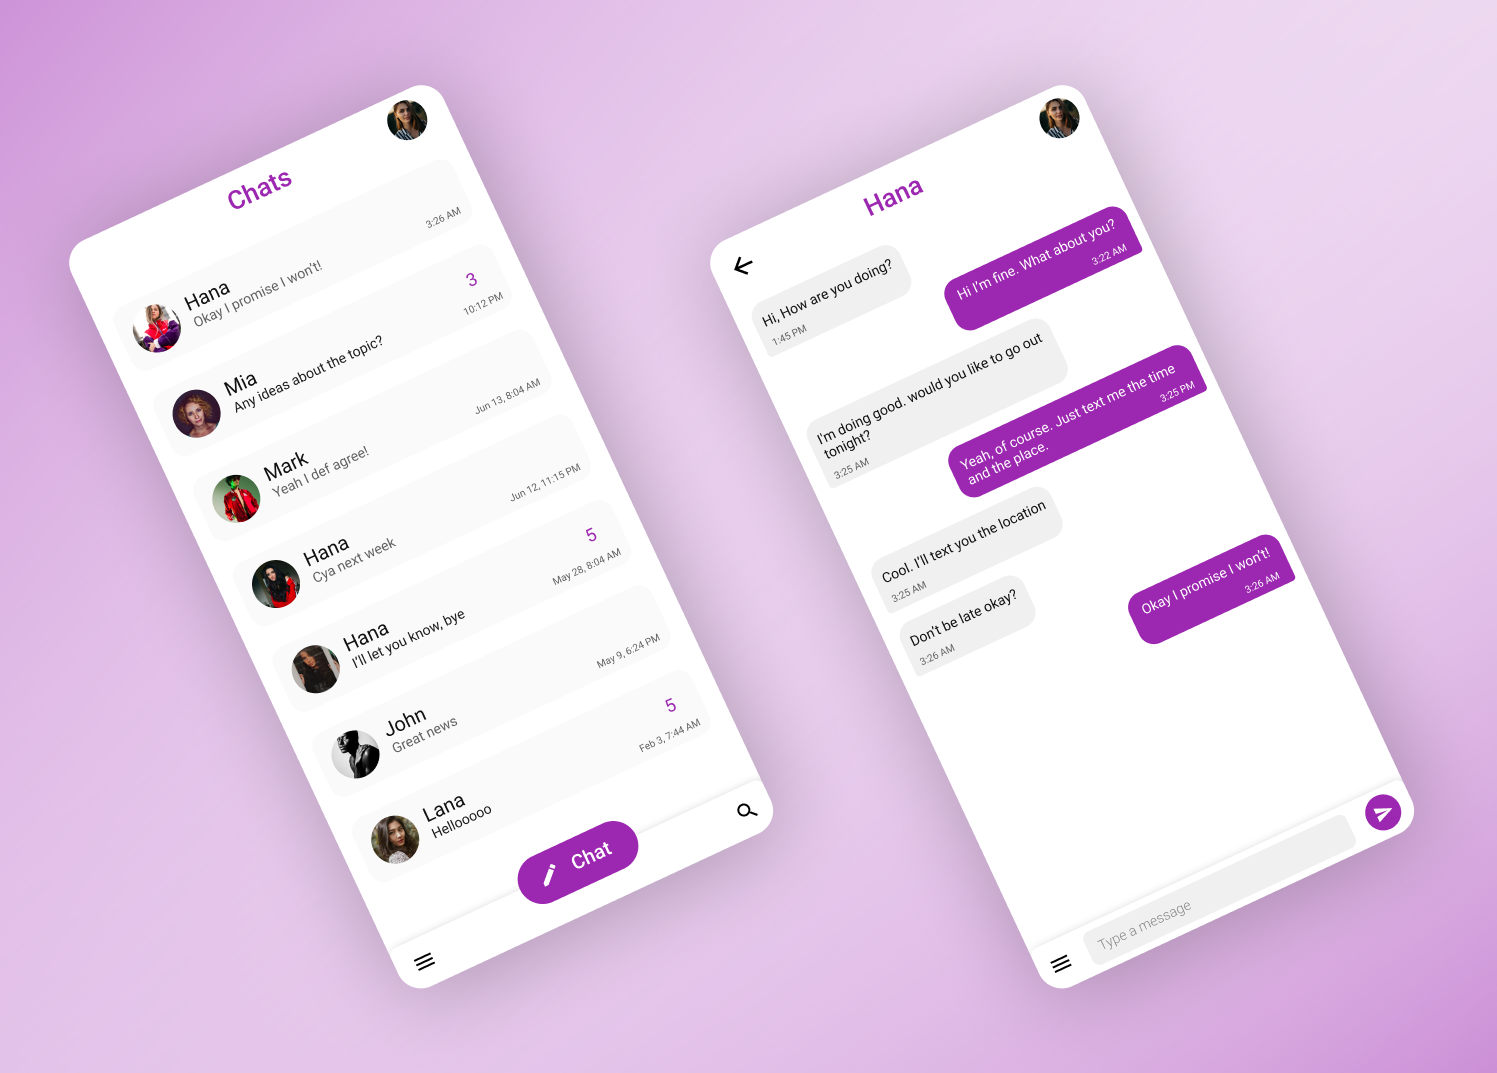 Chats
Hana
Okay I promise I won't!
3:26 AM
Mia
Any ideas about the topic?
3
10:12 PM
Mark
Yeah I def agree!
Jun 13, 8:04 AM
Hana
Cya next week
Jun 12, 11:15 PM
Hana
I'll let you know, bye
5
May 28, 8:04 AM
John
Great news
May 9, 6:24 PM
Lana
Hellooooo
5
Feb 3, 7:44 AM
Chat
Hana
Hi, How are you doing?
1:45 PM
Hi I'm fine. What about you?
3:22 AM
I'm doing good. would you like to go out
tonight?
3:25 AM
Yeah, of course. Just text me the time
and the place.
3:25 PM
Cool. I'll text you the location
3:25 AM
Don't be late okay?
3:26 AM
Okay I promise I won't!
3:26 AM
Type a message